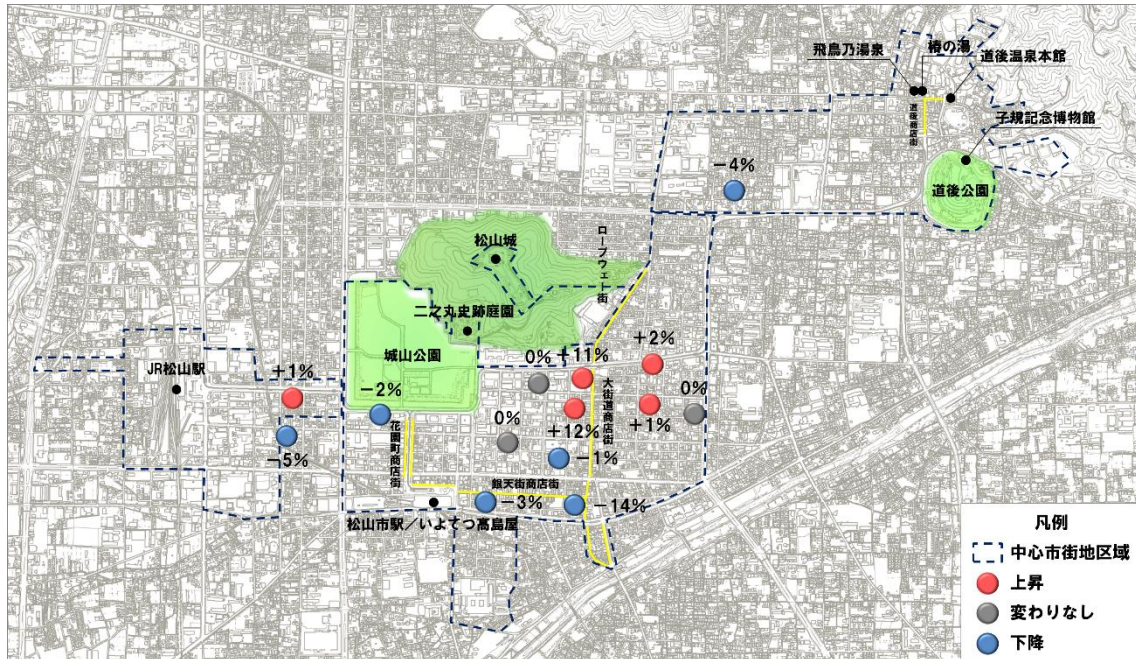 飛鳥乃湯泉
椿の湯
道後温泉本館
道後商店街
子規記念博物館
道後公園
-4%
ロープウェー街
松山城
二之丸史跡庭園
城山公園
JR松山駅
+1%
-5%
-2%
0%
+11%
+2%
0%
+12%
0%
+1%
-1%
大街道商店街
花園町商店街
銀天街商店街
-3%
-14%
松山市駅/いよてつ髙島屋
凡例
中心市街地区域
上昇
変わりなし
下降